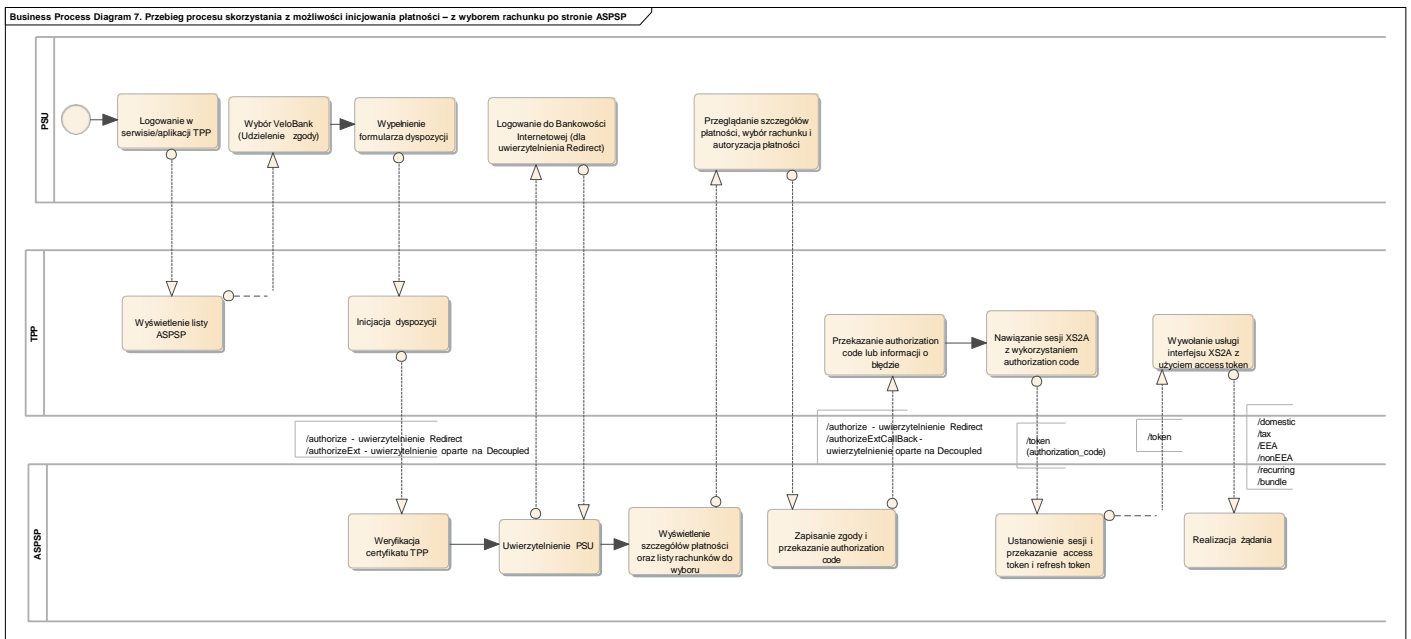 Business Process Diagram 7. Przebieg procesu skorzystania z możliwości inicjowania płatności – z wyborem rachunku po stronie ASPSP
PSU
Logowanie w
serwisie/aplikacji TPP
Wybór VeloBank
(Udzielenie zgody)
Wypełnienie
formularza dyspozycji
Logowanie do Bankowości
Internetowej (dla
uwierzytelnienia Redirect)
Przeglądanie szczegółów
płatności, wybór rachunku i
autoryzacja płatności
TPP
Wyświetlenie listy
ASPSP
Inicjacja dyspozycji
Przekazanie authorization
code lub informacji o
błędzie
Nawiązanie sesji XS2A
z wykorzystaniem
authorization code
Wywołanie usługi
interfejsu XS2A z
użyciem access token
/authorize - uwierzytelnienie Redirect
/authorizeExt - uwierzytelnienie oparte na Decoupled
/authorize - uwierzytelnienie Redirect
/authorizeExtCallBack -
uwierzytelnienie oparte na Decoupled
/token
(authorization_code)
/token
/domestic
/tax
/EEA
/nonEEA
/recurring
/bundle
ASPSP
Weryfikacja
certyfikatu TPP
Uwierzytelnienie PSU
Wyświetlenie
szczegółów płatności
oraz listy rachunków do
wyboru
Zapisanie zgody i
przekazanie authorization
code
Ustanowienie sesji i
przekazanie access
token i refresh token
Realizacja żądania